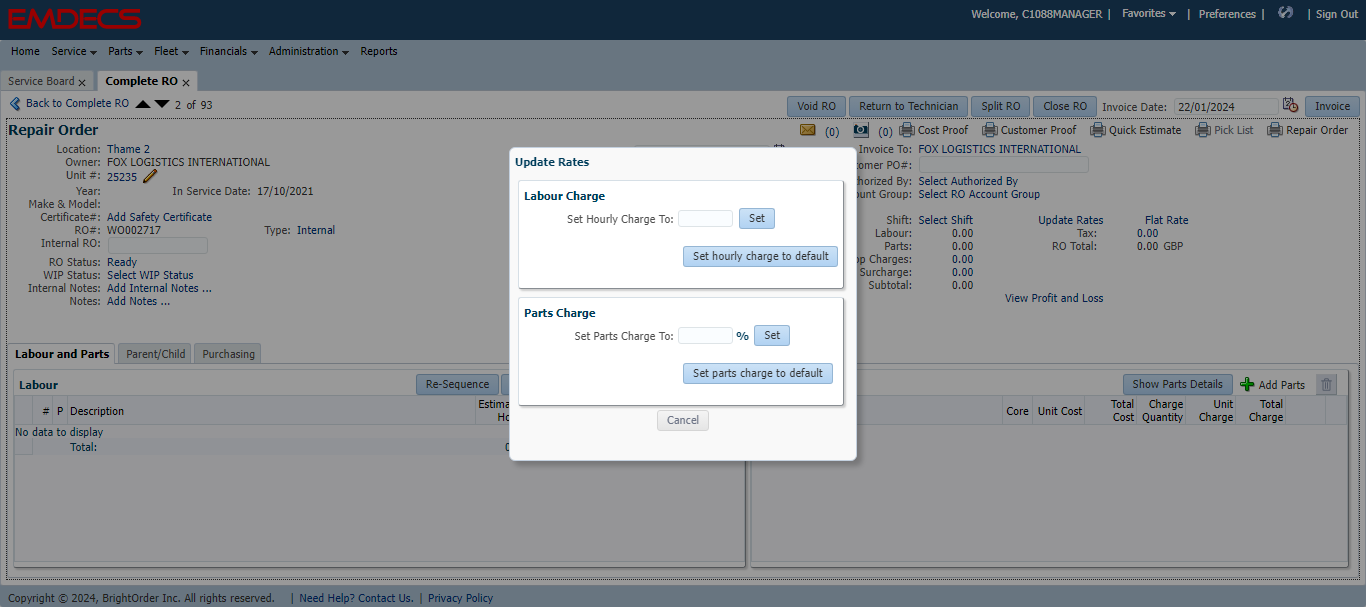 EMDECS
Welcome, C1088MANAGER | Favorites | Preferences | | Sign Out
Home Service Parts Fleet Financials Administration Reports
Service Board x Complete RO x
Back to Complete RO 2 of 93
Void RO Return to Technician Split RO Close RO Invoice Date: 22/01/2024 Invoice
Repair Order
(0) (0) Cost Proof Customer Proof Quick Estimate Pick List Repair Order
Location: Thame 2
Owner: FOX LOGISTICS INTERNATIONAL
Unit #: 25235
Year: In Service Date: 17/10/2021
Make & Model:
Certificate#: Add Safety Certificate
RO#: WO002717 Type: Internal
Internal RO:
RO Status: Ready
WIP Status: Select WIP Status
Internal Notes: Add Internal Notes ...
Notes: Add Notes ...
Update Rates
Labour Charge
Set Hourly Charge To: Set
Set hourly charge to default
Parts Charge
Set Parts Charge To: % Set
Set parts charge to default
Cancel
Invoice To: FOX LOGISTICS INTERNATIONAL
omer PO#:
horized By: Select Authorized By
unt Group: Select RO Account Group
Shift: Select Shift Update Rates Flat Rate
Labour: 0.00 Tax: 0.00
Parts: 0.00 RO Total: 0.00 GBP
op Charges: 0.00
Surcharge: 0.00
Subtotal: 0.00
View Profit and Loss
Labour and Parts Parent/Child Purchasing
Labour Re-Sequence
# P Description Estima
Ho
No data to display
Total: 0
Show Parts Details Add Parts
Core Unit Cost Total Cost Charge Quantity Unit Charge Total Charge
Copyright © 2024, BrightOrder Inc. All rights reserved. | Need Help? Contact Us. | Privacy Policy